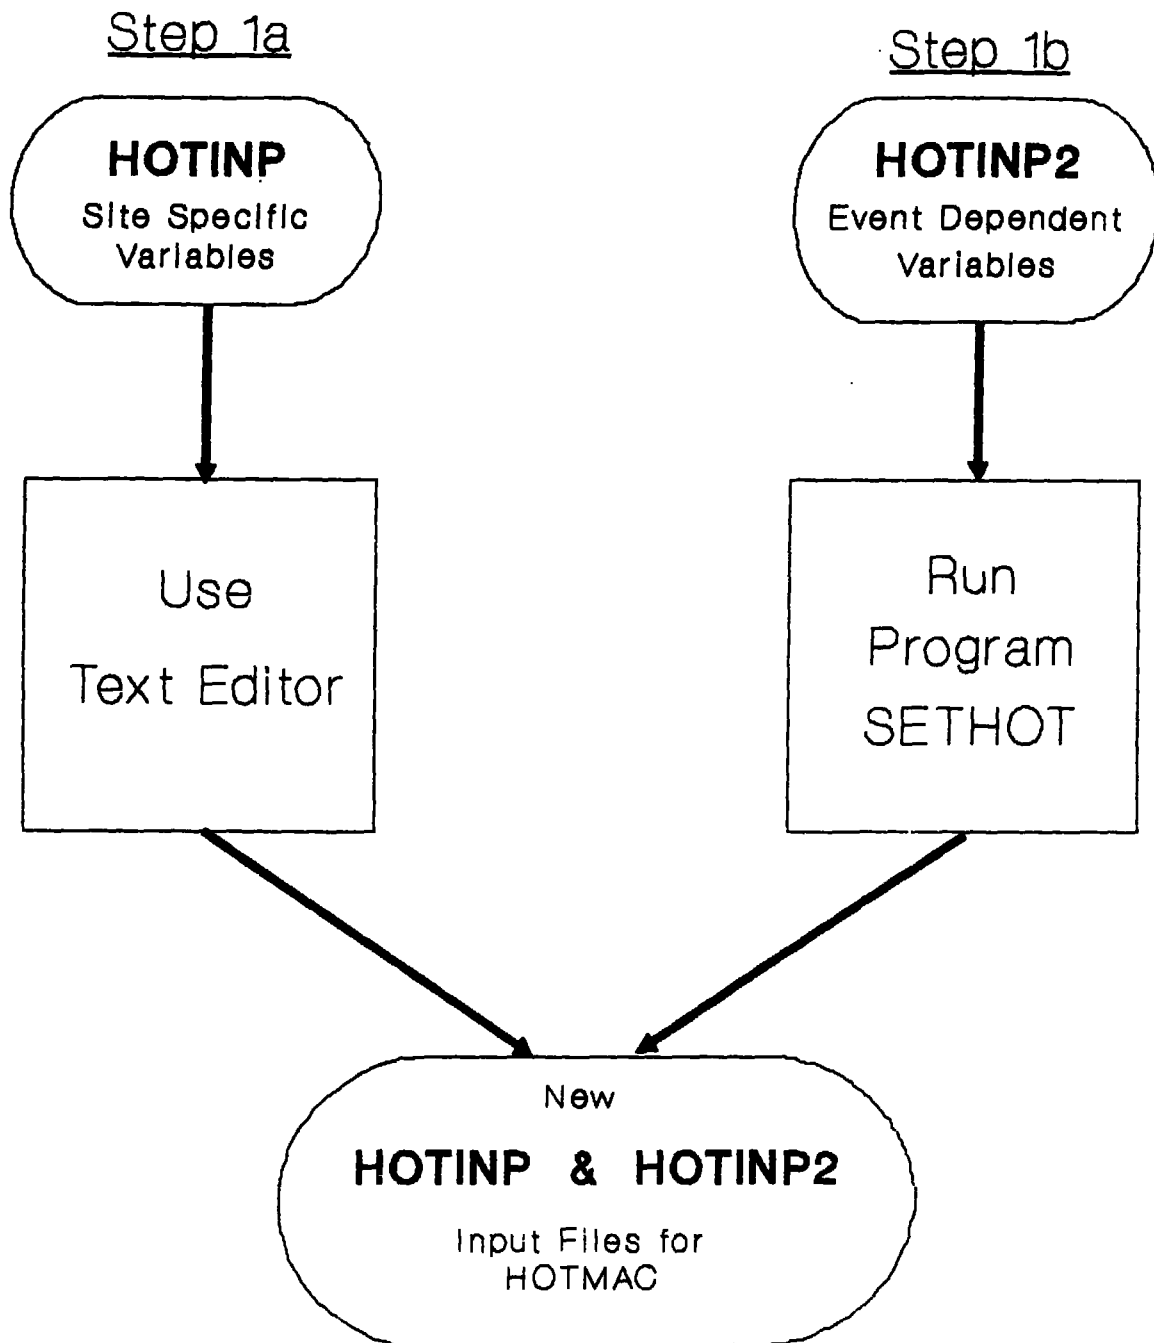 Step 1a
HOTINP
Site Specific
Variables
Use
Text Editor
Step 1b
HOTINP2
Event Dependent
Variables
Run
Program
SETHOT
New
HOTINP & HOTINP2
Input Files for
HOTMAC